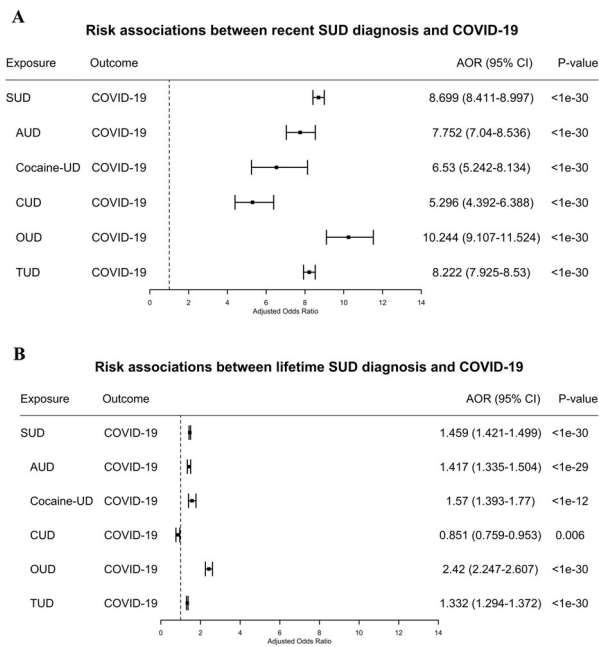 A
Risk associations between recent SUD diagnosis and COVID-19
Exposure Outcome AOR (95% CI) P-value
SUD COVID-19 8.699 (8.411-8.997) <1e-30
AUD COVID-19 7.752 (7.04-8.536) <1e-30
Cocaine-UD COVID-19 6.53 (5.242-8.134) <1e-30
CUD COVID-19 5.296 (4.392-6.388) <1e-30
OUD COVID-19 10.244 (9.107-11.524) <1e-30
TUD COVID-19 8.222 (7.925-8.53) <1e-30
0 2 4 6 8 10 12 14
Adjusted Odds Ratio
B
Risk associations between lifetime SUD diagnosis and COVID-19
Exposure Outcome AOR (95% CI) P-value
SUD COVID-19 1.459 (1.421-1.499) <1e-30
AUD COVID-19 1.417 (1.335-1.504) <1e-29
Cocaine-UD COVID-19 1.57 (1.393-1.77) <1e-12
CUD COVID-19 0.851 (0.759-0.953) 0.006
OUD COVID-19 2.42 (2.247-2.607) <1e-30
TUD COVID-19 1.332 (1.294-1.372) <1e-30
0 2 4 6 8 10 12 14
Adjusted Odds Ratio